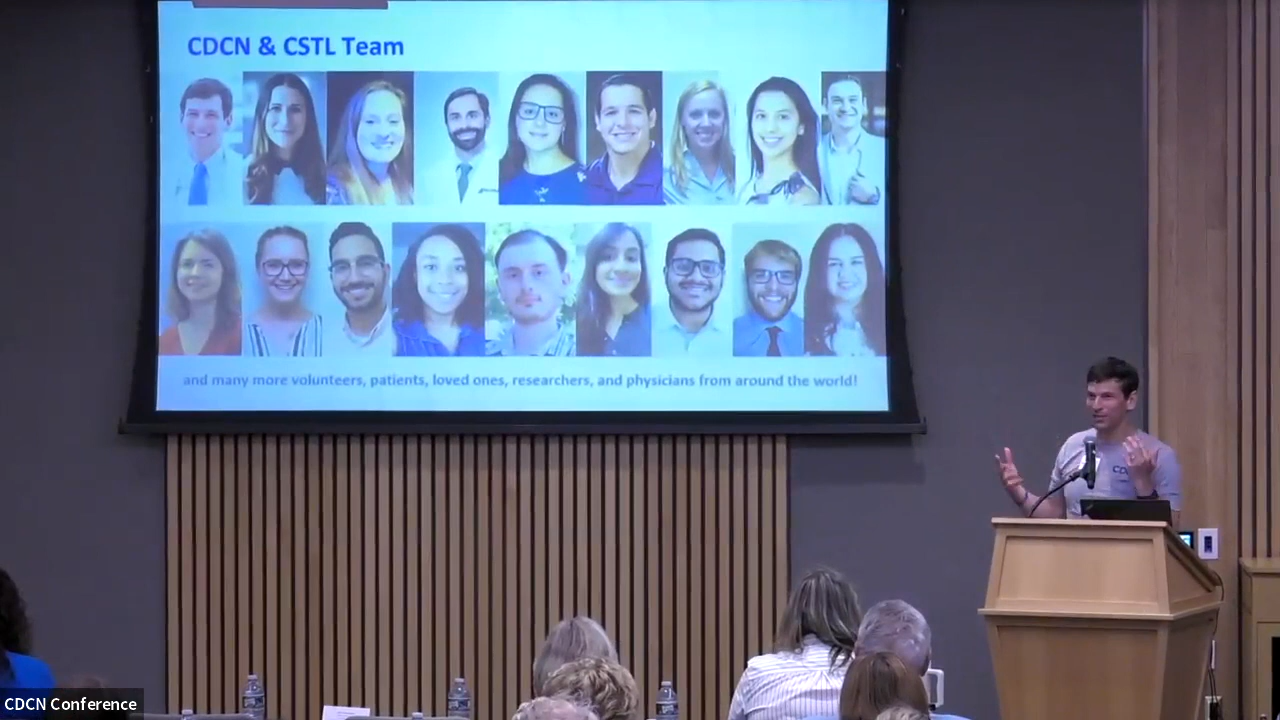 CDCN & CSTL Team
and many more volunteers, patients, loved ones, researchers, and physicians from around the world!
CDCN Conference